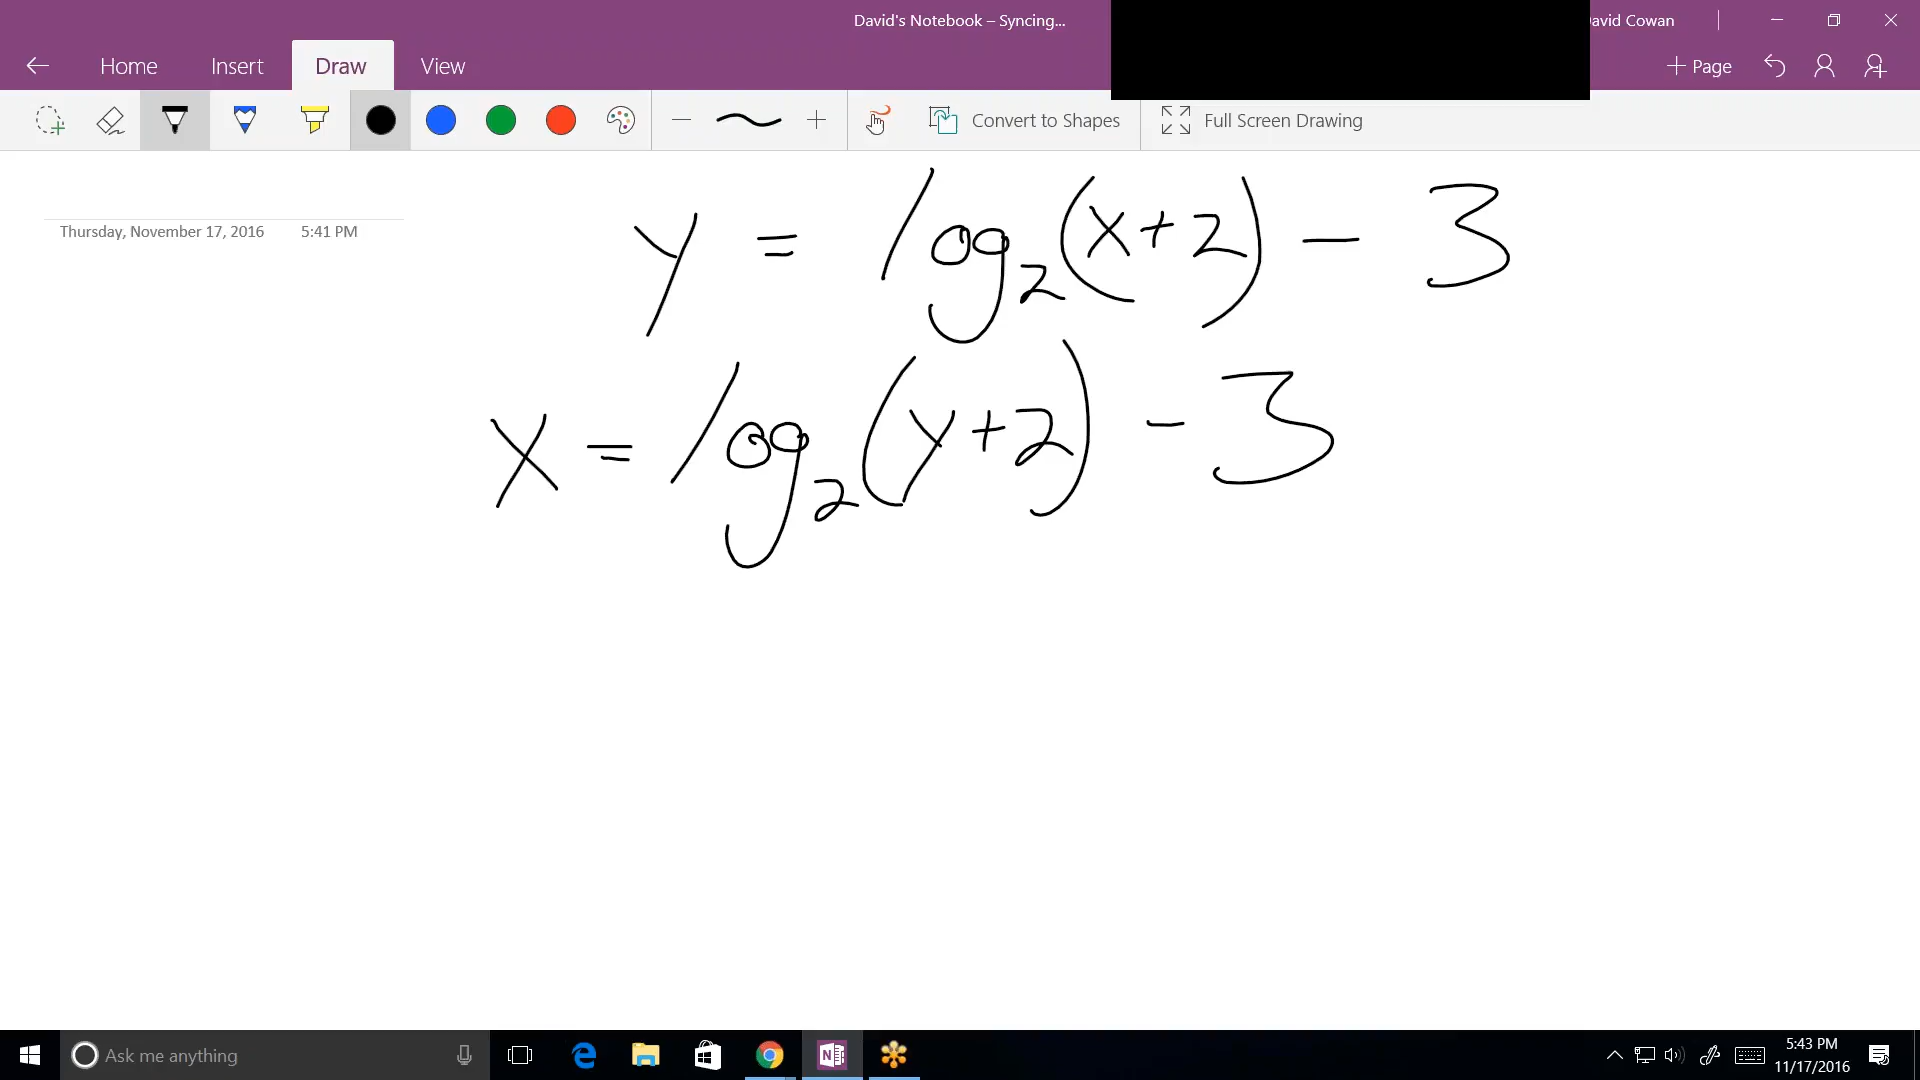 David's Notebook – Syncing...
avid Cowan
Home Insert Draw View
Page
Convert to Shapes
Full Screen Drawing
y = log₂(x+2) − 3
Thursday, November 17, 2016 5:41 PM
x = log₂(y+2) − 3
Ask me anything
5:43 PM
11/17/2016